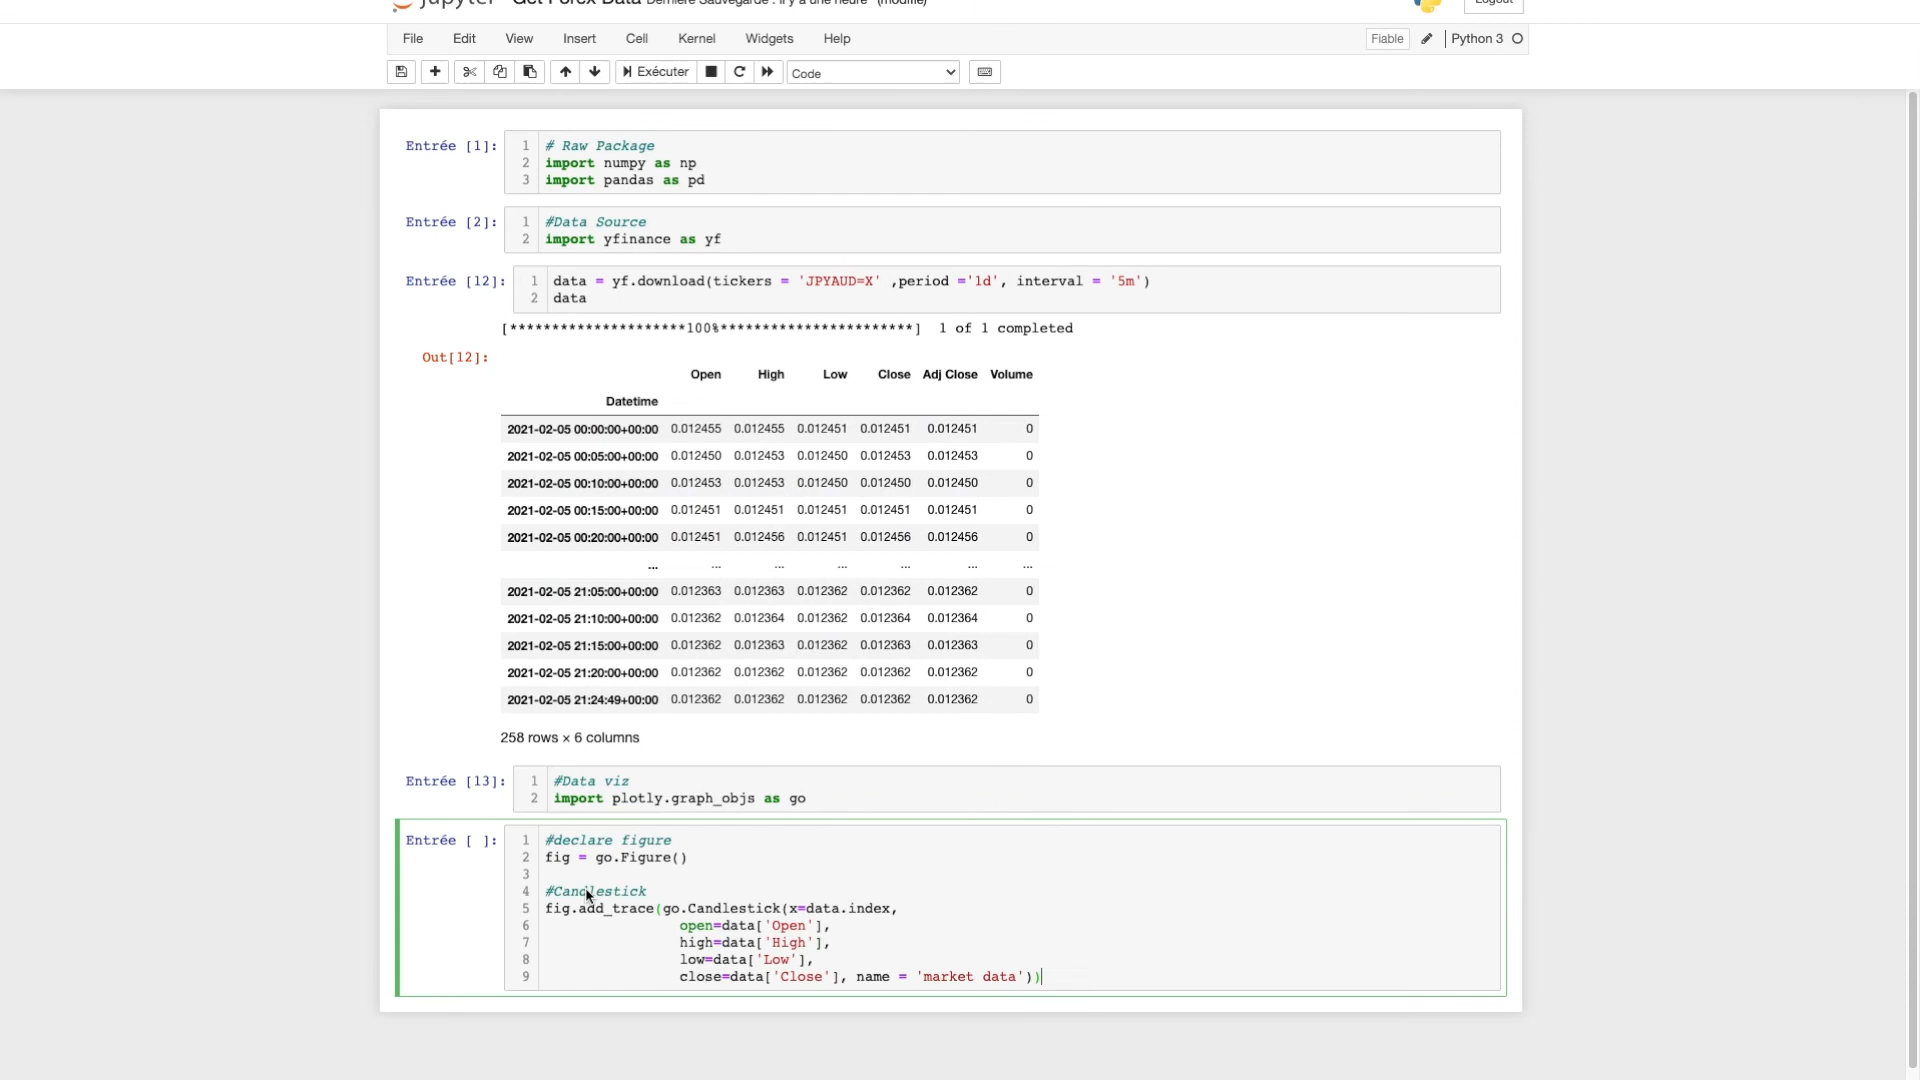 jupyter Get Forex Data Dernière Sauvegarde : il y a une heure (modifié) Logout
File Edit View Insert Cell Kernel Widgets Help Fiable Python 3
Exécuter Code
Entrée [1]: 1 # Raw Package
2 import numpy as np
3 import pandas as pd
Entrée [2]: 1 #Data Source
2 import yfinance as yf
Entrée [12]: 1 data = yf.download(tickers = 'JPYAUD=X' ,period ='1d', interval = '5m')
2 data
[*********************100%***********************] 1 of 1 completed
Out[12]:
Open High Low Close Adj Close Volume
Datetime
2021-02-05 00:00:00+00:00 0.012455 0.012455 0.012451 0.012451 0.012451 0
2021-02-05 00:05:00+00:00 0.012450 0.012453 0.012450 0.012453 0.012453 0
2021-02-05 00:10:00+00:00 0.012453 0.012453 0.012450 0.012450 0.012450 0
2021-02-05 00:15:00+00:00 0.012451 0.012451 0.012451 0.012451 0.012451 0
2021-02-05 00:20:00+00:00 0.012451 0.012456 0.012451 0.012456 0.012456 0
... ... ... ... ... ... ...
2021-02-05 21:05:00+00:00 0.012363 0.012363 0.012362 0.012362 0.012362 0
2021-02-05 21:10:00+00:00 0.012362 0.012364 0.012362 0.012364 0.012364 0
2021-02-05 21:15:00+00:00 0.012362 0.012363 0.012362 0.012363 0.012363 0
2021-02-05 21:20:00+00:00 0.012362 0.012362 0.012362 0.012362 0.012362 0
2021-02-05 21:24:49+00:00 0.012362 0.012362 0.012362 0.012362 0.012362 0
258 rows × 6 columns
Entrée [13]: 1 #Data viz
2 import plotly.graph_objs as go
Entrée [ ]: 1 #declare figure
2 fig = go.Figure()
3
4 #Candlestick
5 fig.add_trace(go.Candlestick(x=data.index,
6 open=data['Open'],
7 high=data['High'],
8 low=data['Low'],
9 close=data['Close'], name = 'market data'))